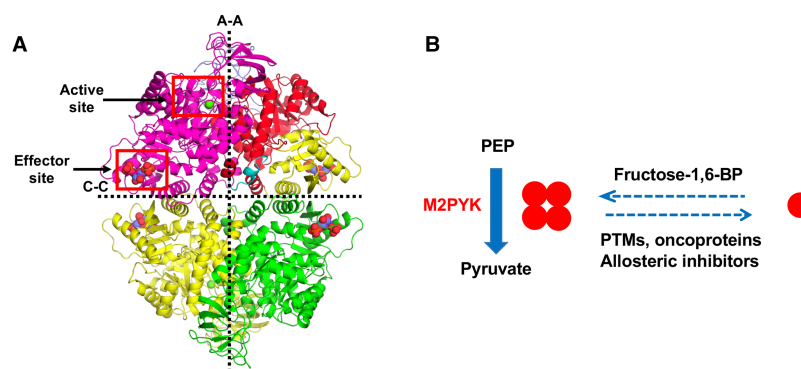 A
A-A
Active
site
Effector
site
C-C
B
PEP
M2PYK
Pyruvate
Fructose-1,6-BP
PTMs, oncoproteins
Allosteric inhibitors